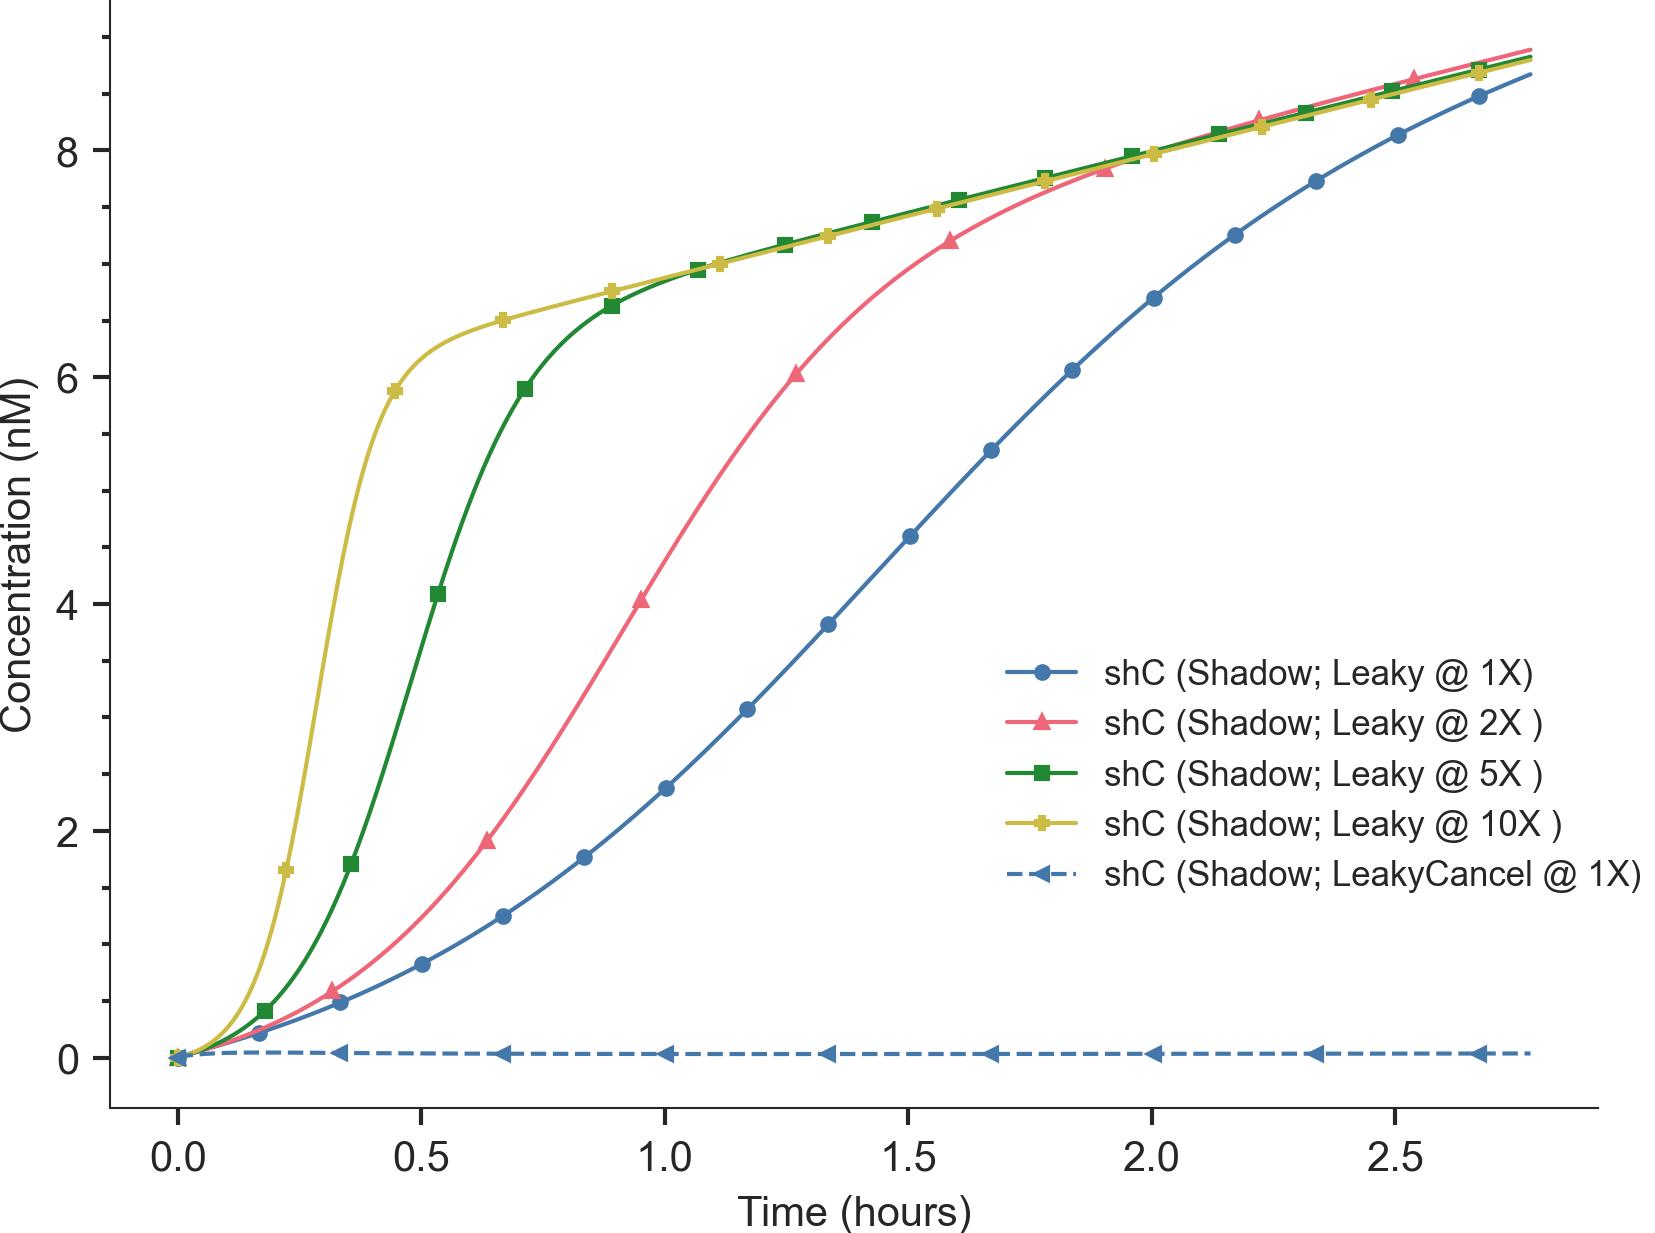 Concentration (nM)
8
6
4
2
0
shC (Shadow; Leaky @ 1X)
shC (Shadow; Leaky @ 2X )
shC (Shadow; Leaky @ 5X )
shC (Shadow; Leaky @ 10X )
shC (Shadow; LeakyCancel @ 1X)
0.0 0.5 1.0 1.5 2.0 2.5
Time (hours)